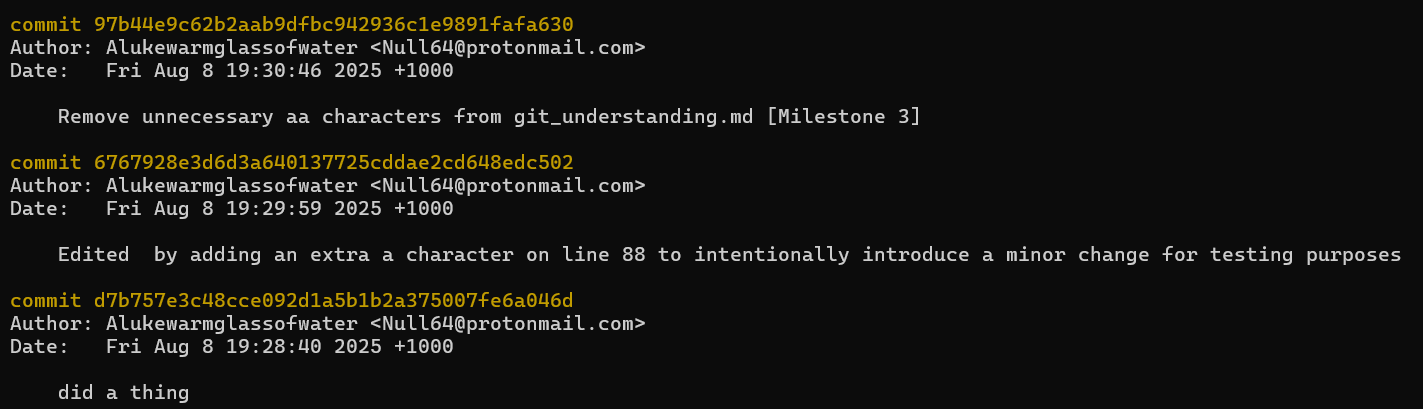 commit 97b44e9c62b2aab9dfbc942936c1e9891fafa630
Author: Alukewarmglassofwater <Null64@protonmail.com>
Date:   Fri Aug 8 19:30:46 2025 +1000
    Remove unnecessary aa characters from git_understanding.md [Milestone 3]
commit 6767928e3d6d3a640137725cddae2cd648edc502
Author: Alukewarmglassofwater <Null64@protonmail.com>
Date:   Fri Aug 8 19:29:59 2025 +1000
    Edited  by adding an extra a character on line 88 to intentionally introduce a minor change for testing purposes
commit d7b757e3c48cce092d1a5b1b2a375007fe6a046d
Author: Alukewarmglassofwater <Null64@protonmail.com>
Date:   Fri Aug 8 19:28:40 2025 +1000
    did a thing